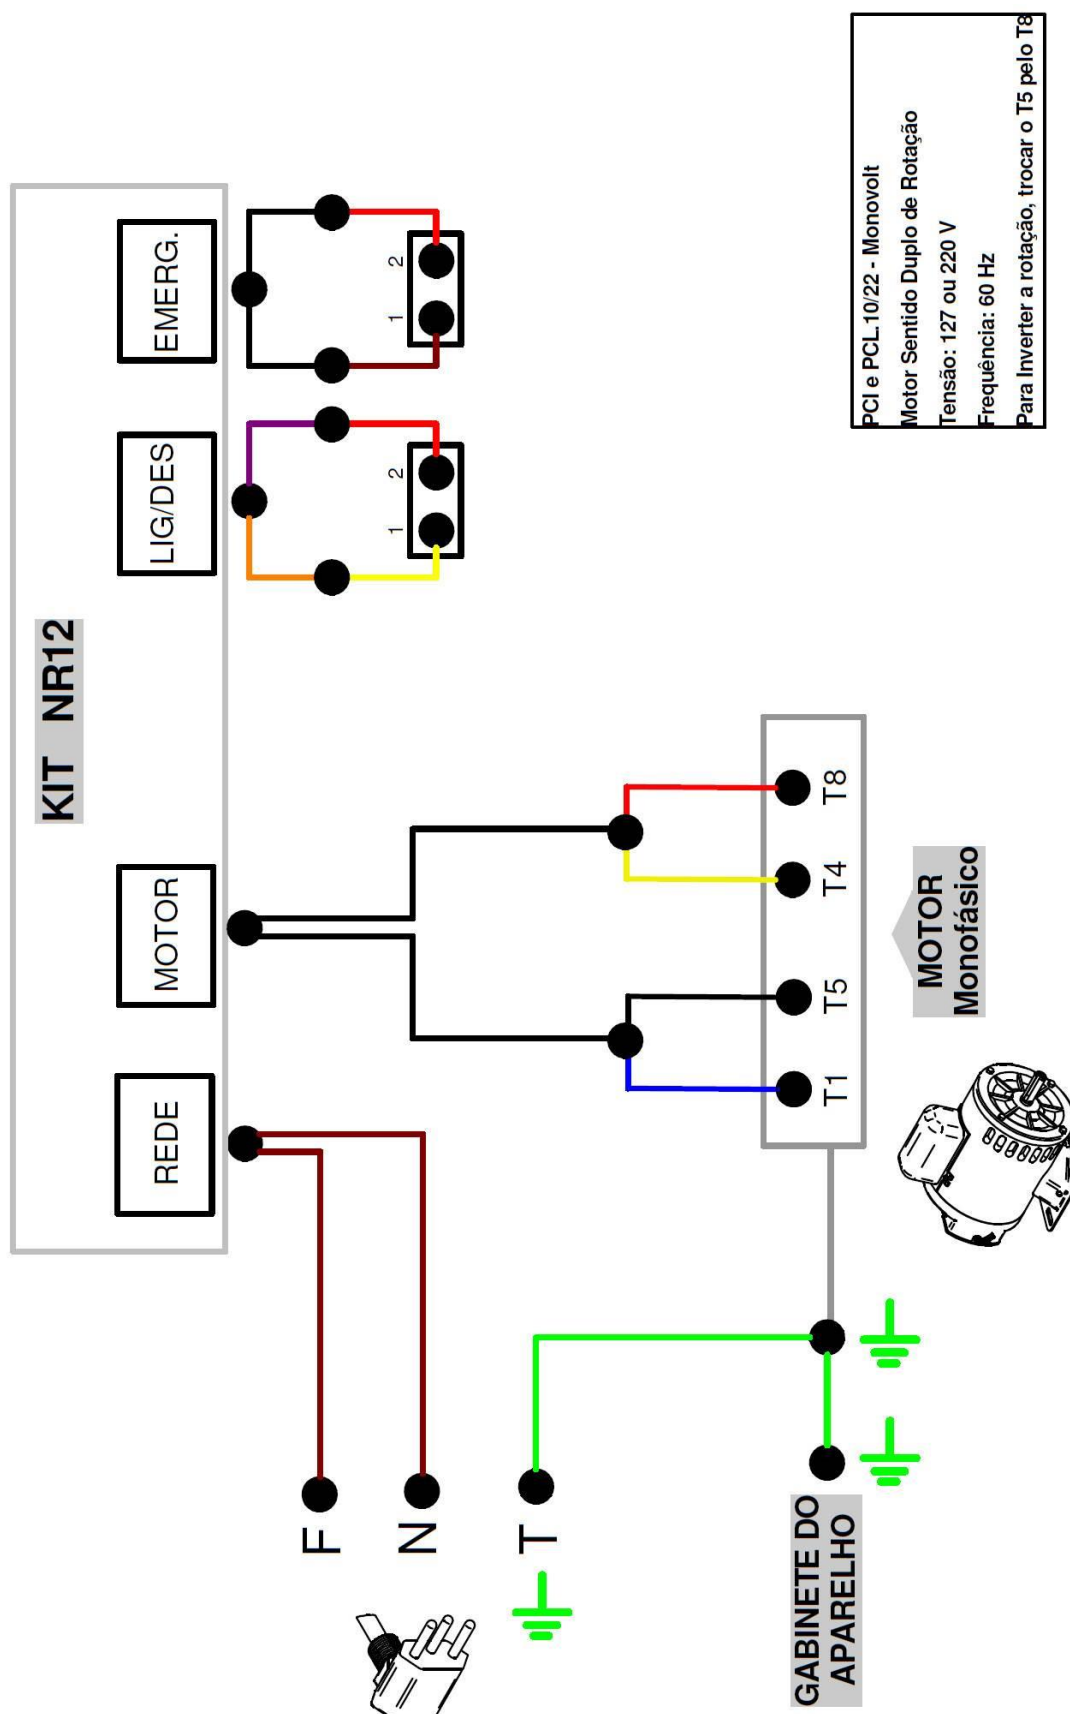 KIT NR12
REDE
MOTOR
LIG/DES
EMERG.
1
2
1
2
F
N
T
T1
T5
T4
T8
MOTOR
Monofásico
GABINETE DO
APARELHO
PCI e PCL10/22 - Monovolt
Motor Sentido Duplo de Rotação
Tensão: 127 ou 220 V
Frequência: 60 Hz
Para Inverter a rotação, trocar o T5 pelo T8